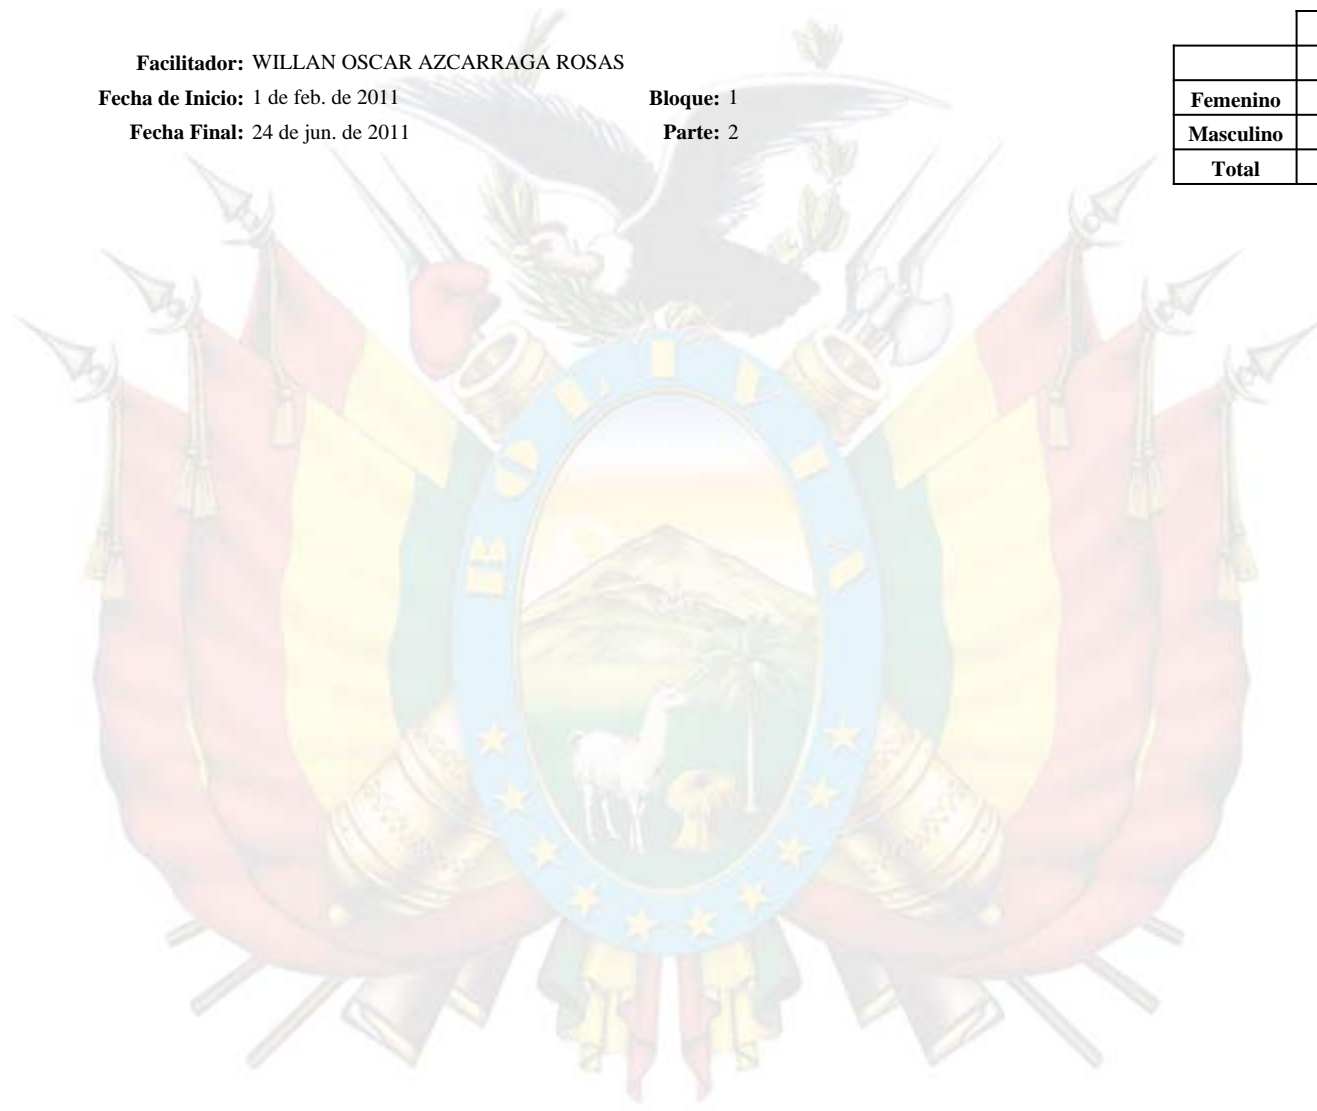 Facilitador: WILLAN OSCAR AZCARRAGA ROSAS
Fecha de Inicio: 1 de feb. de 2011 Bloque: 1
Fecha Final: 24 de jun. de 2011 Parte: 2
Femenino
Masculino
Total
BOLIVIA